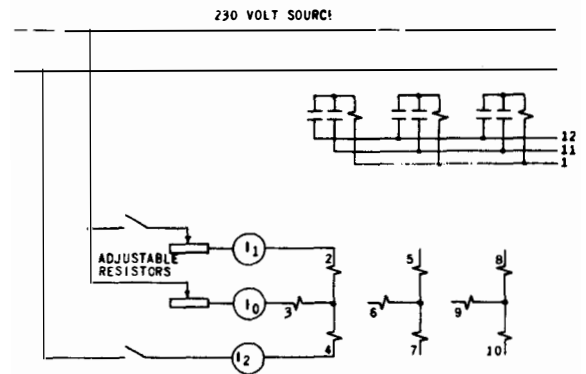 230 VOLT SOURC
12
11
1
I1
2
5
8
ADJUSTABLE
RESISTORS
I0
3
6
9
I2
4
7
10